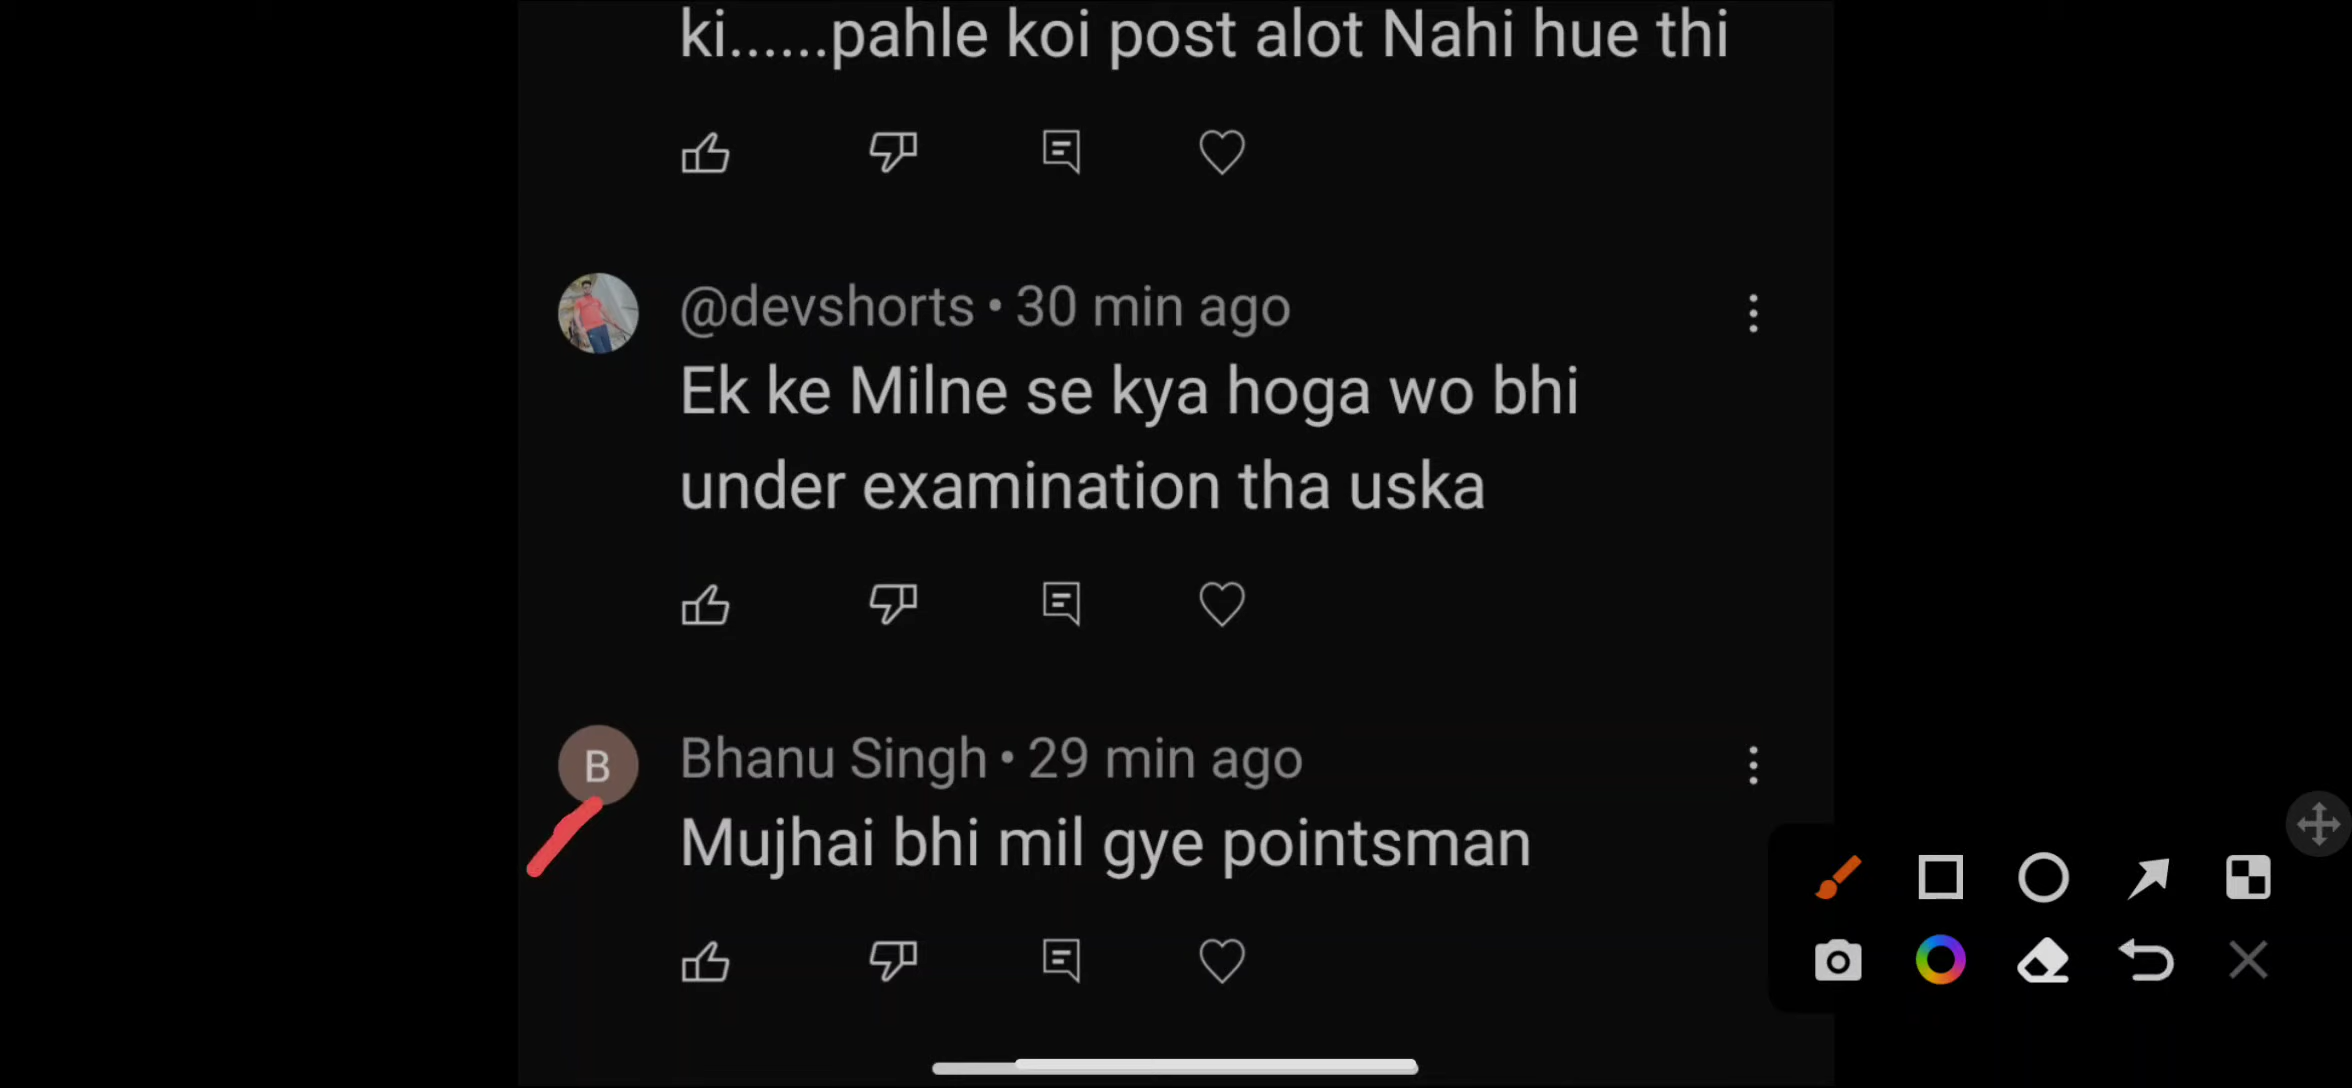 ki......pahle koi post alot Nahi hue thi
@devshorts • 30 min ago
Ek ke Milne se kya hoga wo bhi
under examination tha uska
B
Bhanu Singh • 29 min ago
Mujhai bhi mil gye pointsman